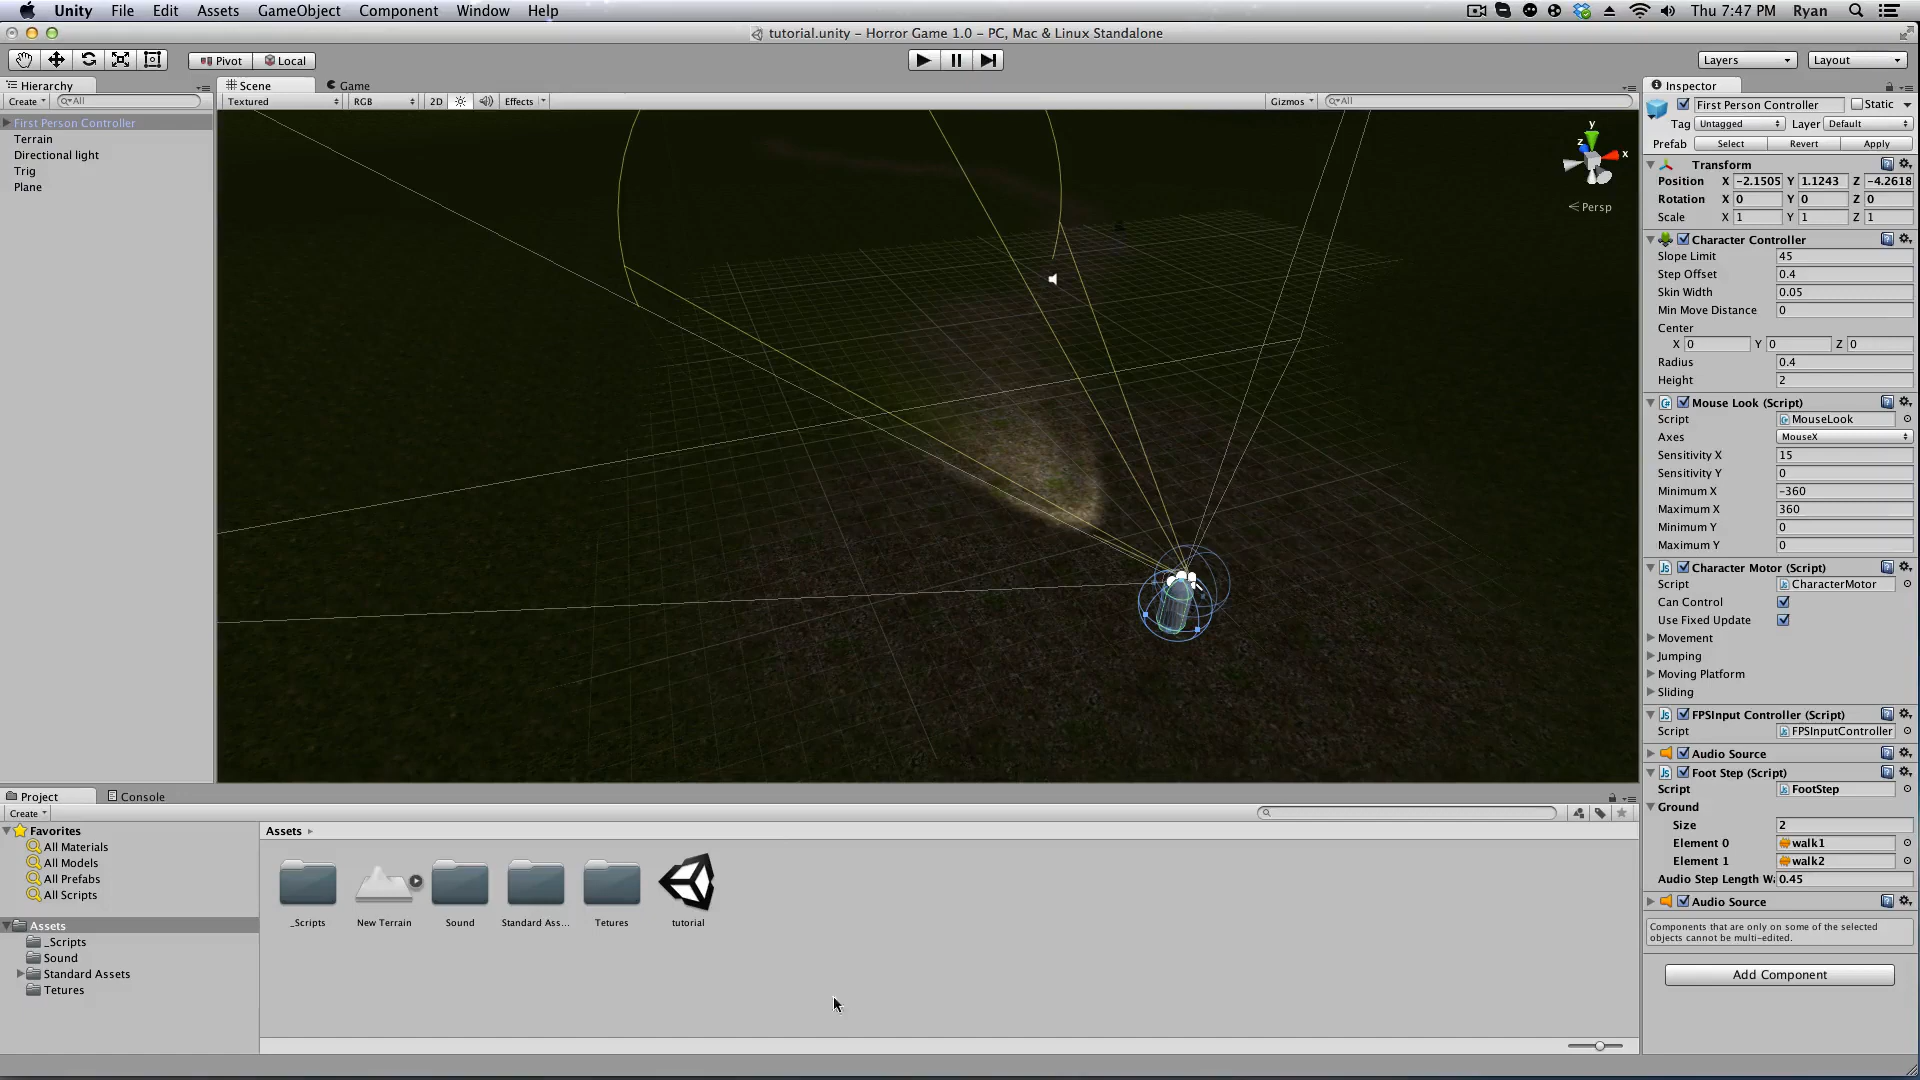 Unity File Edit Assets GameObject Component Window Help Thu 7:47 PM Ryan
tutorial.unity – Horror Game 1.0 – PC, Mac & Linux Standalone
Pivot Local Layers Layout
Hierarchy
Create All
First Person Controller
Terrain
Directional light
Trig
Plane
Scene Game
Textured RGB 2D Effects Gizmos All
y
z
x
Persp
Inspector
First Person Controller Static
Tag Untagged Layer Default
Prefab Select Revert Apply
Transform
Position X -2.1505 Y 1.1243 Z -4.2618
Rotation X 0 Y 0 Z 0
Scale X 1 Y 1 Z 1
Character Controller
Slope Limit 45
Step Offset 0.4
Skin Width 0.05
Min Move Distance 0
Center
X 0 Y 0 Z 0
Radius 0.4
Height 2
Mouse Look (Script)
Script MouseLook
Axes MouseX
Sensitivity X 15
Sensitivity Y 0
Minimum X -360
Maximum X 360
Minimum Y 0
Maximum Y 0
Character Motor (Script)
Script CharacterMotor
Can Control
Use Fixed Update
Movement
Jumping
Moving Platform
Sliding
FPSInput Controller (Script)
Script FPSInputController
Audio Source
Foot Step (Script)
Script FootStep
Ground
Size 2
Element 0 walk1
Element 1 walk2
Audio Step Length Wa 0.45
Audio Source
Components that are only on some of the selected
objects cannot be multi-edited.
Add Component
Project Console
Create
Favorites
All Materials
All Models
All Prefabs
All Scripts
Assets
_Scripts
Sound
Standard Assets
Tetures
Assets
_Scripts New Terrain Sound Standard Ass... Tetures tutorial